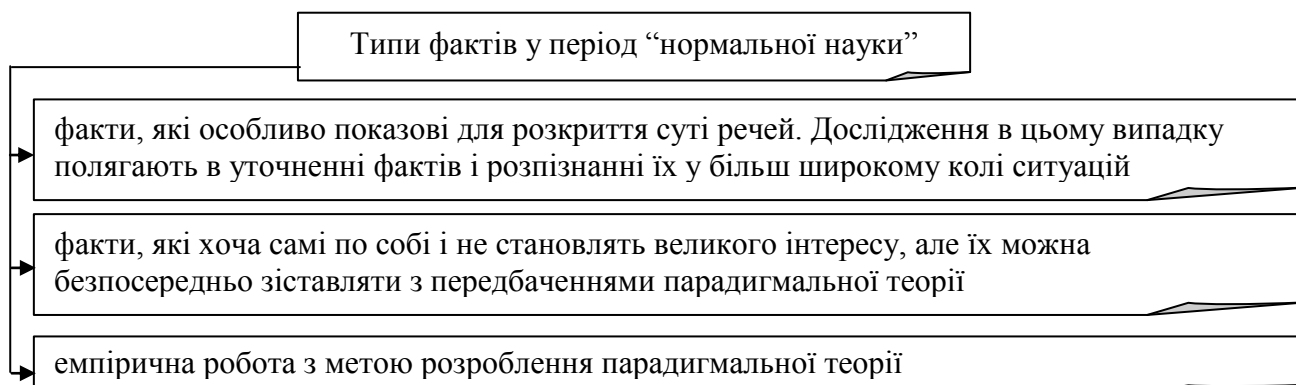 Типи фактів у період “нормальної науки”
факти, які особливо показові для розкриття суті речей. Дослідження в цьому випадку
полягають в уточненні фактів і розпізнанні їх у більш широкому колі ситуацій
факти, які хоча самі по собі і не становлять великого інтересу, але їх можна
безпосередньо зіставляти з передбаченнями парадигмальної теорії
емпірична робота з метою розроблення парадигмальної теорії